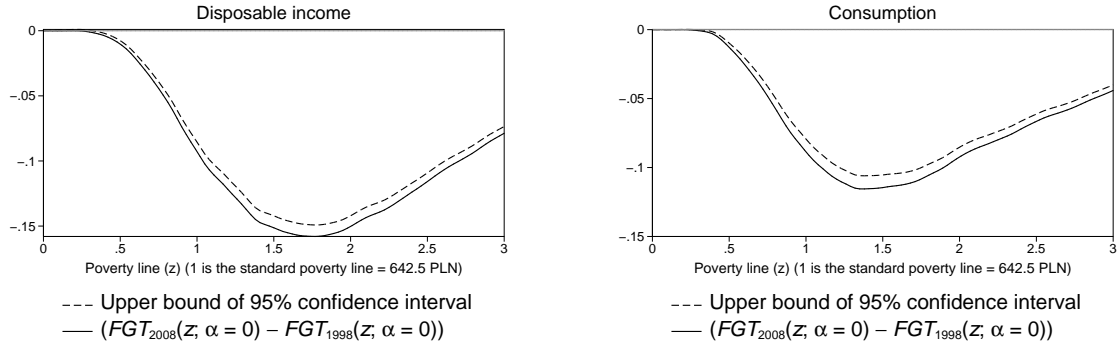 Disposable income
0
−.05
−.1
−.15
0 .5 1 1.5 2 2.5 3
Poverty line (z) (1 is the standard poverty line = 642.5 PLN)
Upper bound of 95% confidence interval
(FGT2008(z; α = 0) − FGT1998(z; α = 0))
Consumption
0
−.05
−.1
−.15
0 .5 1 1.5 2 2.5 3
Poverty line (z) (1 is the standard poverty line = 642.5 PLN)
Upper bound of 95% confidence interval
(FGT2008(z; α = 0) − FGT1998(z; α = 0))